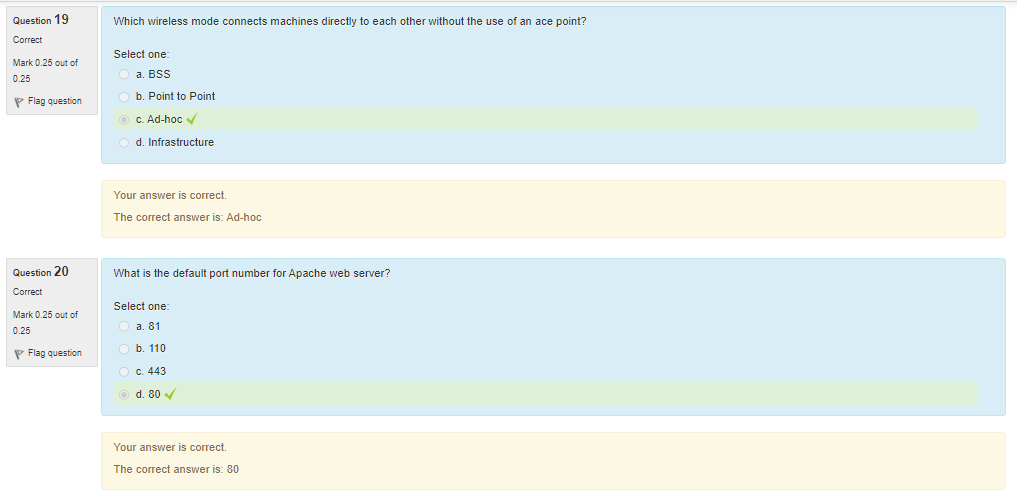 Question 19
Correct
Mark 0.25 out of
0.25
Flag question
Which wireless mode connects machines directly to each other without the use of an ace point?
Select one:
a. BSS
b. Point to Point
c. Ad-hoc
d. Infrastructure
Your answer is correct.
The correct answer is: Ad-hoc
Question 20
Correct
Mark 0.25 out of
0.25
Flag question
What is the default port number for Apache web server?
Select one:
a. 81
b. 110
c. 443
d. 80
Your answer is correct.
The correct answer is: 80